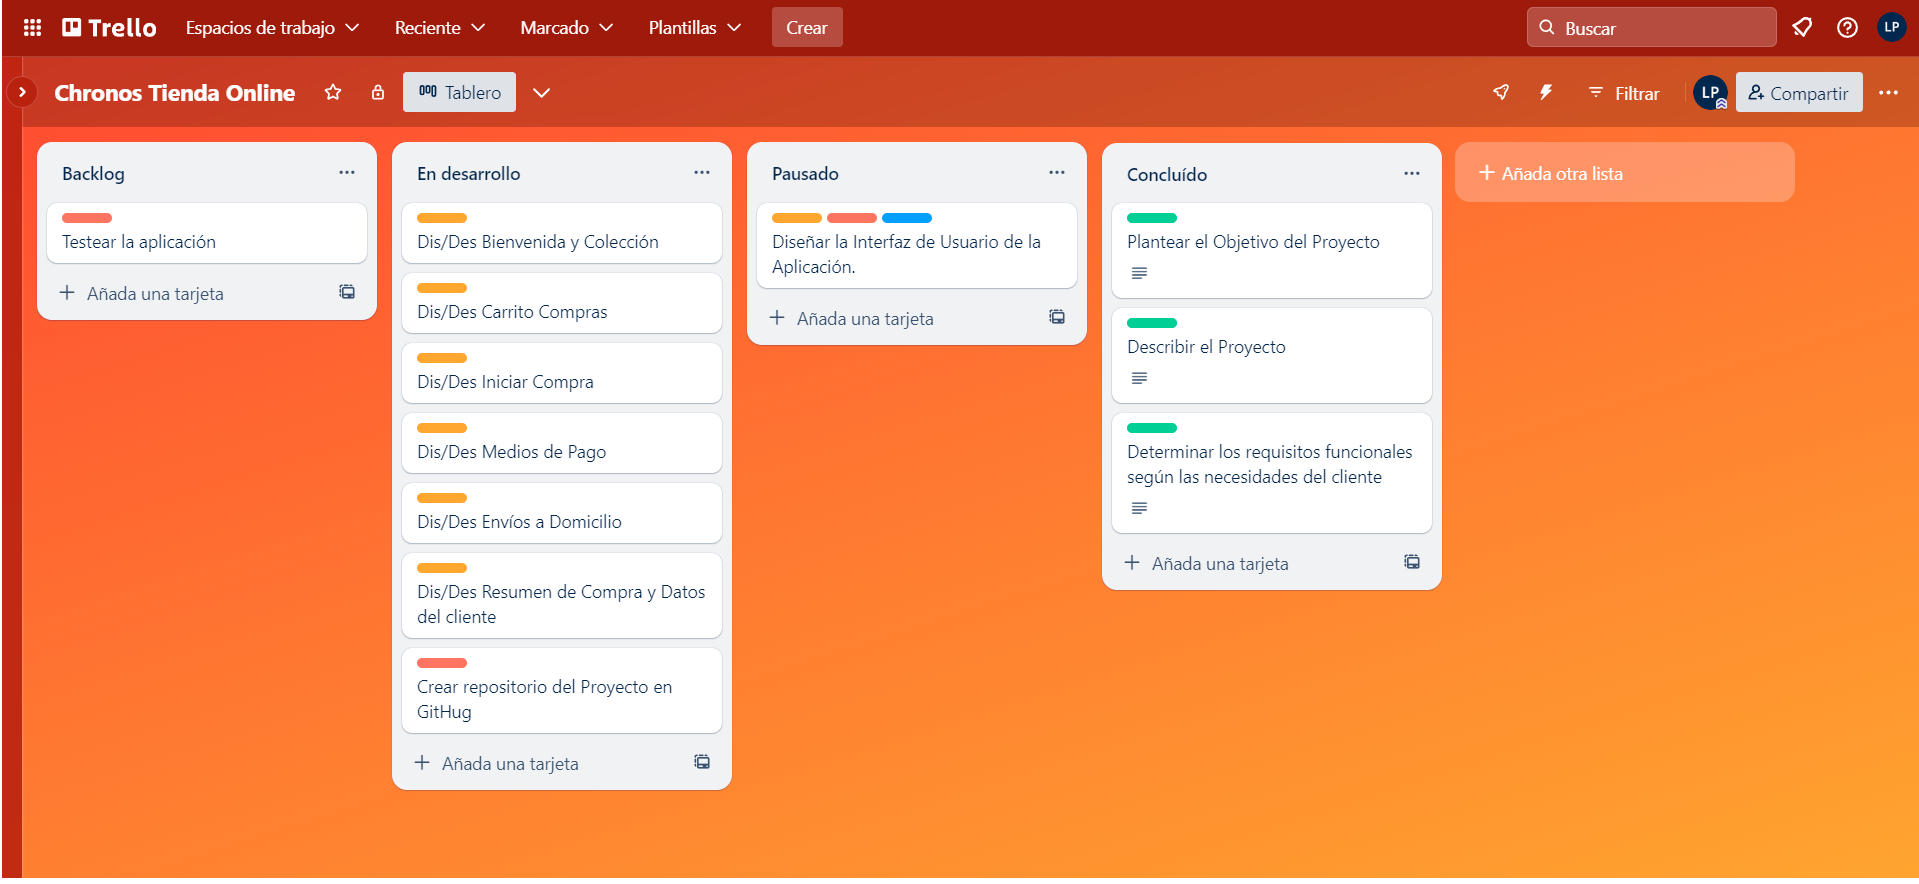 Trello
Espacios de trabajo
Reciente
Marcado
Plantillas
Crear
Buscar
LP
Chronos Tienda Online
Tablero
Filtrar
LP
Compartir
Backlog
Testear la aplicación
Añada una tarjeta
En desarrollo
Dis/Des Bienvenida y Colección
Dis/Des Carrito Compras
Dis/Des Iniciar Compra
Dis/Des Medios de Pago
Dis/Des Envíos a Domicilio
Dis/Des Resumen de Compra y Datos
del cliente
Crear repositorio del Proyecto en
GitHug
Añada una tarjeta
Pausado
Diseñar la Interfaz de Usuario de la
Aplicación.
Añada una tarjeta
Concluído
Plantear el Objetivo del Proyecto
Describir el Proyecto
Determinar los requisitos funcionales
según las necesidades del cliente
Añada una tarjeta
Añada otra lista